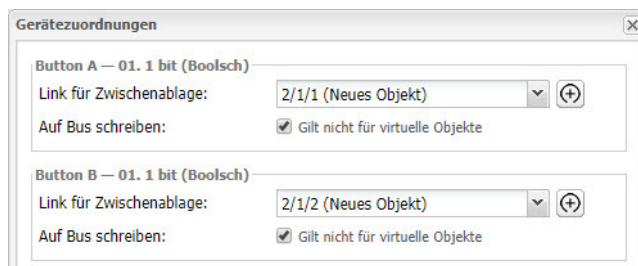 Gerätezuordnungen
Button A — 01. 1 bit (Boolsch)
Link für Zwischenablage: 2/1/1 (Neues Objekt)
Auf Bus schreiben: Gilt nicht für virtuelle Objekte
Button B — 01. 1 bit (Boolsch)
Link für Zwischenablage: 2/1/2 (Neues Objekt)
Auf Bus schreiben: Gilt nicht für virtuelle Objekte